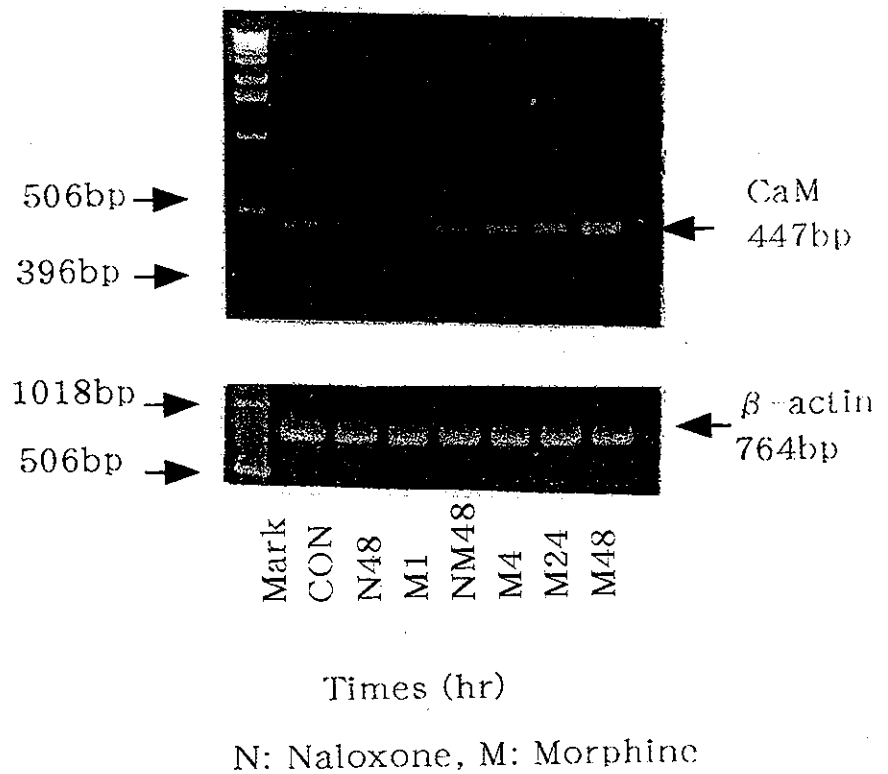 506bp
CaM
447bp
396bp
1018bp
β-actin
764bp
506bp
Mark
CON
N48
M1
NM48
M4
M24
M48
Times (hr)
N: Naloxone, M: Morphine